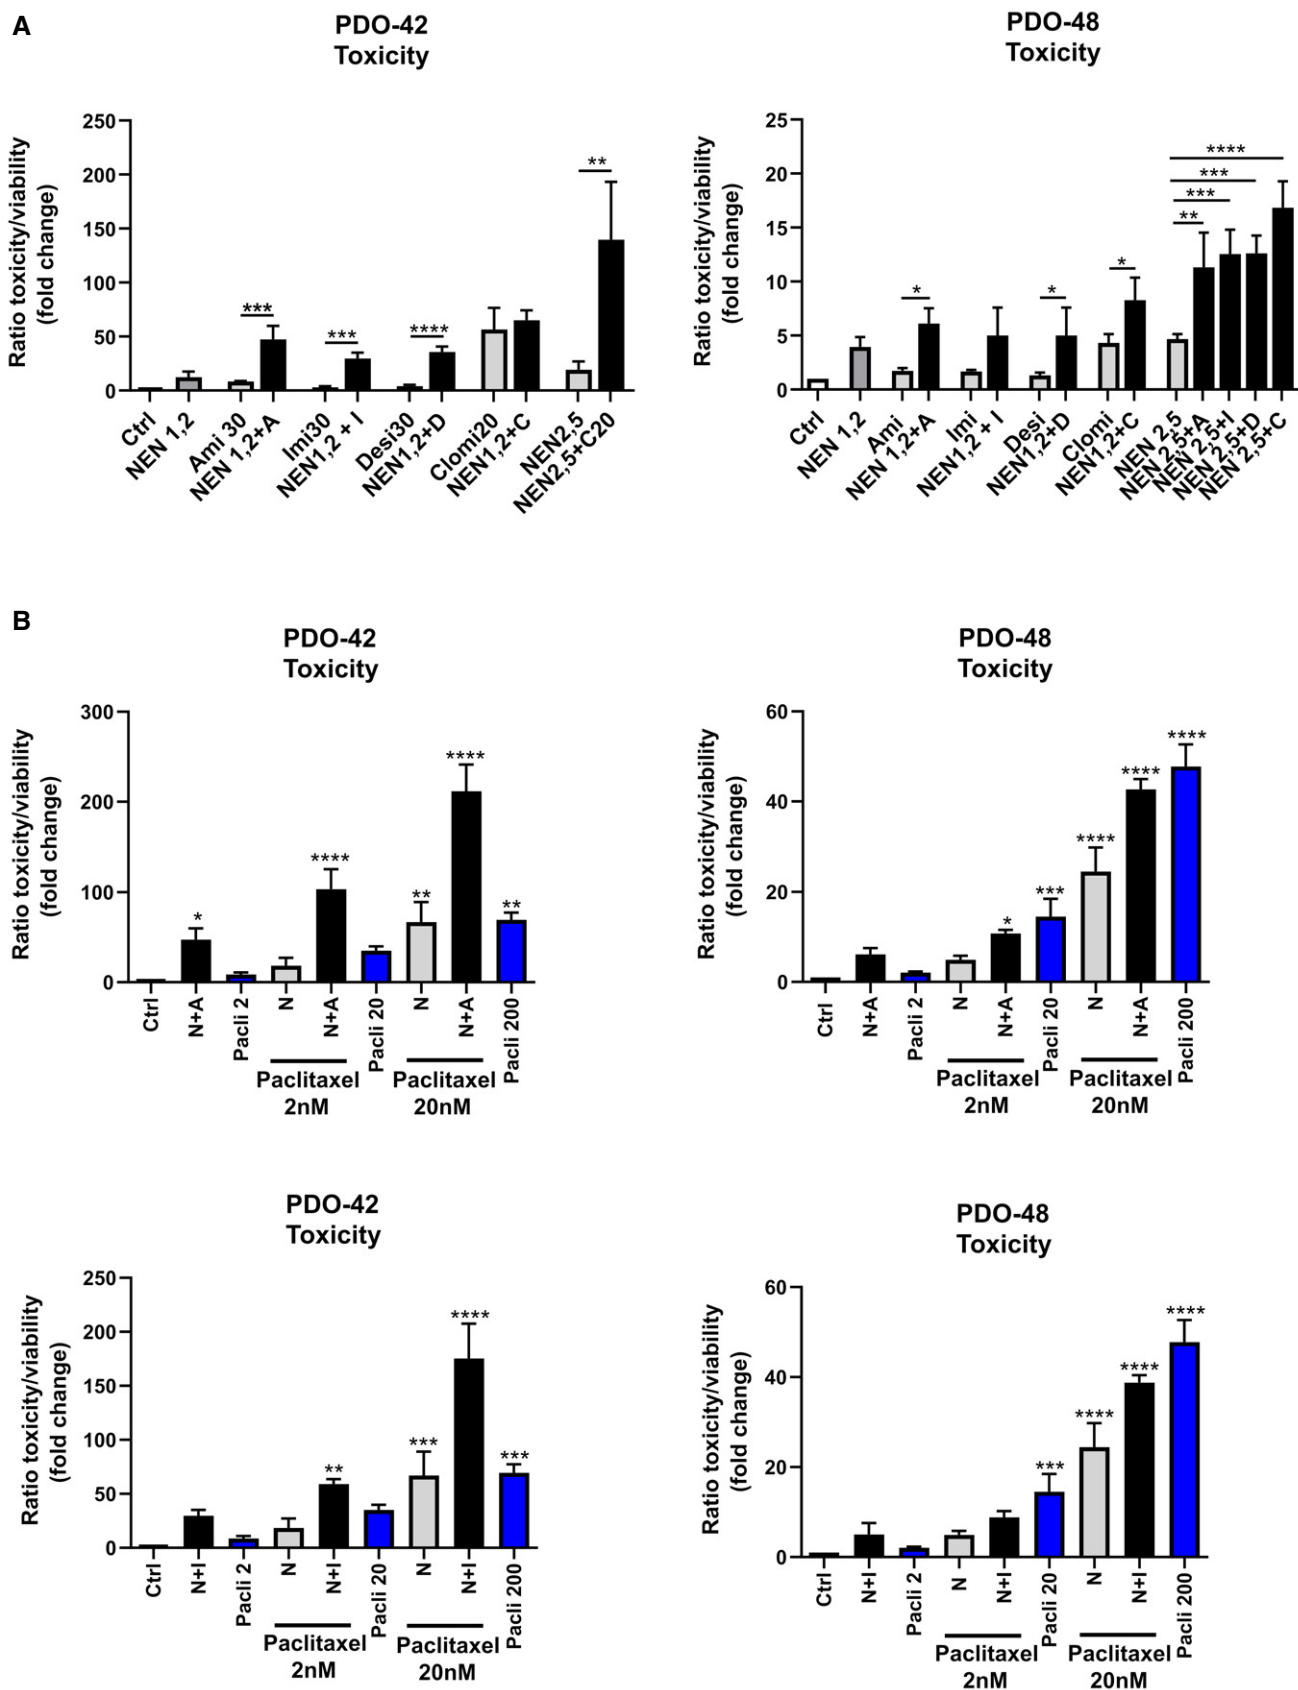 A
PDO-42
Toxicity
Ratio toxicity/viability
(fold change)
250
200
150
100
50
0
***
***
****
**
Ctrl
NEN 1,2
Ami 30
NEN 1,2+A
Imi30
NEN1,2 + I
Desi30
NEN1,2+D
Clomi20
NEN1,2+C
NEN2,5
NEN2,5+C20
PDO-48
Toxicity
Ratio toxicity/viability
(fold change)
25
20
15
10
5
0
*
*
*
**
***
***
****
Ctrl
NEN 1,2
Ami
NEN 1,2+A
Imi
NEN1,2 + I
Desi
NEN1,2+D
Clomi
NEN1,2+C
NEN 2,5
NEN 2,5+A
NEN 2,5+I
NEN 2,5+D
NEN 2,5+C
B
PDO-42
Toxicity
Ratio toxicity/viability
(fold change)
300
200
100
0
*
****
**
****
**
Ctrl
N+A
Pacli 2
N
N+A
Pacli 20
N
N+A
Pacli 200
Paclitaxel
2nM
Paclitaxel
20nM
PDO-48
Toxicity
Ratio toxicity/viability
(fold change)
60
40
20
0
*
***
****
****
****
Ctrl
N+A
Pacli 2
N
N+A
Pacli 20
N
N+A
Pacli 200
Paclitaxel
2nM
Paclitaxel
20nM
PDO-42
Toxicity
Ratio toxicity/viability
(fold change)
250
200
150
100
50
0
**
***
****
***
Ctrl
N+I
Pacli 2
N
N+I
Pacli 20
N
N+I
Pacli 200
Paclitaxel
2nM
Paclitaxel
20nM
PDO-48
Toxicity
Ratio toxicity/viability
(fold change)
60
40
20
0
***
****
****
****
Ctrl
N+I
Pacli 2
N
N+I
Pacli 20
N
N+I
Pacli 200
Paclitaxel
2nM
Paclitaxel
20nM